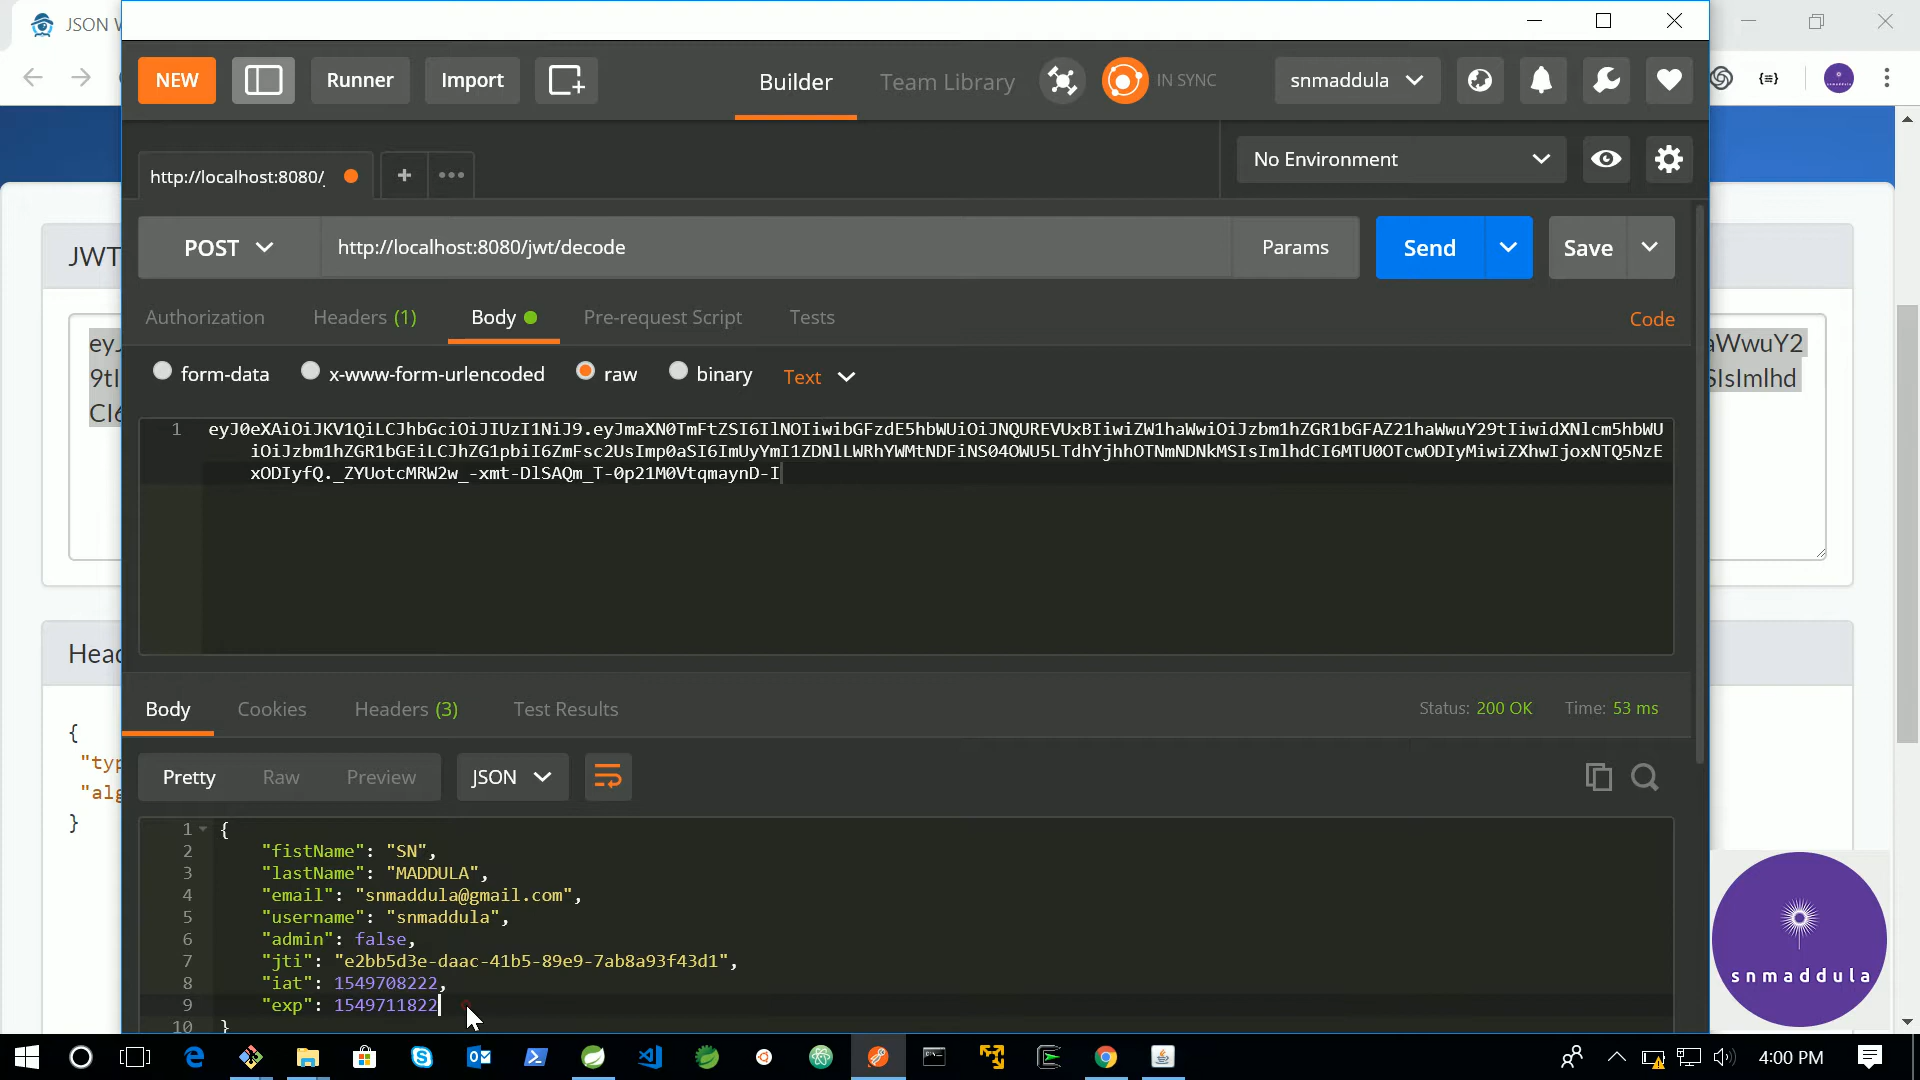 JSON W
NEW
Runner
Import
Builder
Team Library
IN SYNC
snmaddula
http://localhost:8080/
No Environment
POST
http://localhost:8080/jwt/decode
Params
Send
Save
Authorization
Headers (1)
Body
Pre-request Script
Tests
Code
form-data
x-www-form-urlencoded
raw
binary
Text
1 eyJ0eXAiOiJKV1QiLCJhbGciOiJIUzI1NiJ9.eyJmaXN0TmFtZSI6IlNOIiwibGFzdE5hbWUiOiJNQUREVUxBIiwiZW1haWwiOiJzbm1hZGR1bGFAZ21haWwuY29tIiwidXNlcm5hbWU
iOiJzbm1hZGR1bGEiLCJhZG1pbiI6ZmFsc2UsImp0aSI6ImUyYmI1ZDNlLWRhYWMtNDFiNS04OWU5LTdhYjhhOTNmNDNkMSIsImlhdCI6MTU0OTcwODIyMiwiZXhwIjoxNTQ5NzE
xODIyfQ._ZYUotcMRW2w_-xmt-DlSAQm_T-0p21M0VtqmaynD-I
JWT
eyJ
9tI
CI6
aWwuY2
SIsImlhd
Body
Cookies
Headers (3)
Test Results
Status: 200 OK
Time: 53 ms
Pretty
Raw
Preview
JSON
1 {
2 "fistName": "SN",
3 "lastName": "MADDULA",
4 "email": "snmaddula@gmail.com",
5 "username": "snmaddula",
6 "admin": false,
7 "jti": "e2bb5d3e-daac-41b5-89e9-7ab8a93f43d1",
8 "iat": 1549708222,
9 "exp": 1549711822
10 }
Head
{
"typ
"alg
}
snmaddula
4:00 PM